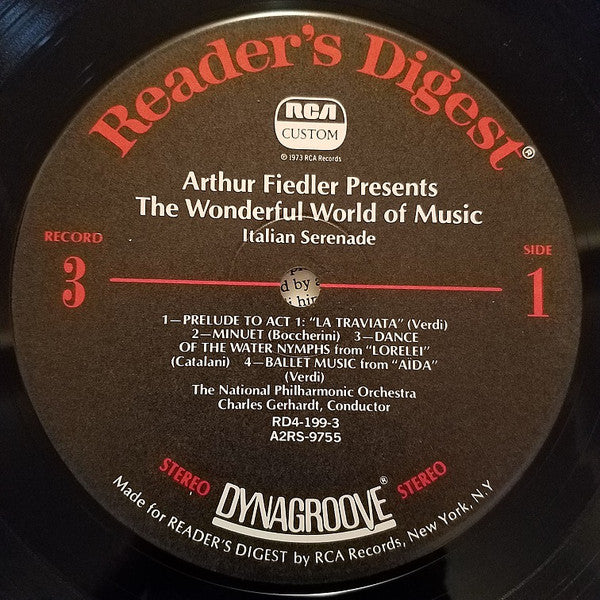 Reader's Digest®
RCA
CUSTOM
℗ 1973 RCA Records
Arthur Fiedler Presents
The Wonderful World of Music
Italian Serenade
RECORD
3
SIDE
1
d by
hin
1—PRELUDE TO ACT 1: "LA TRAVIATA" (Verdi)
2—MINUET (Boccherini) 3—DANCE
OF THE WATER NYMPHS from "LORELEI"
(Catalani) 4—BALLET MUSIC from "AÏDA"
(Verdi)
The National Philharmonic Orchestra
Charles Gerhardt, Conductor
RD4-199-3
A2RS-9755
STEREO
DYNAGROOVE®
STEREO
Made for READER'S DIGEST by RCA Records, New York, N.Y